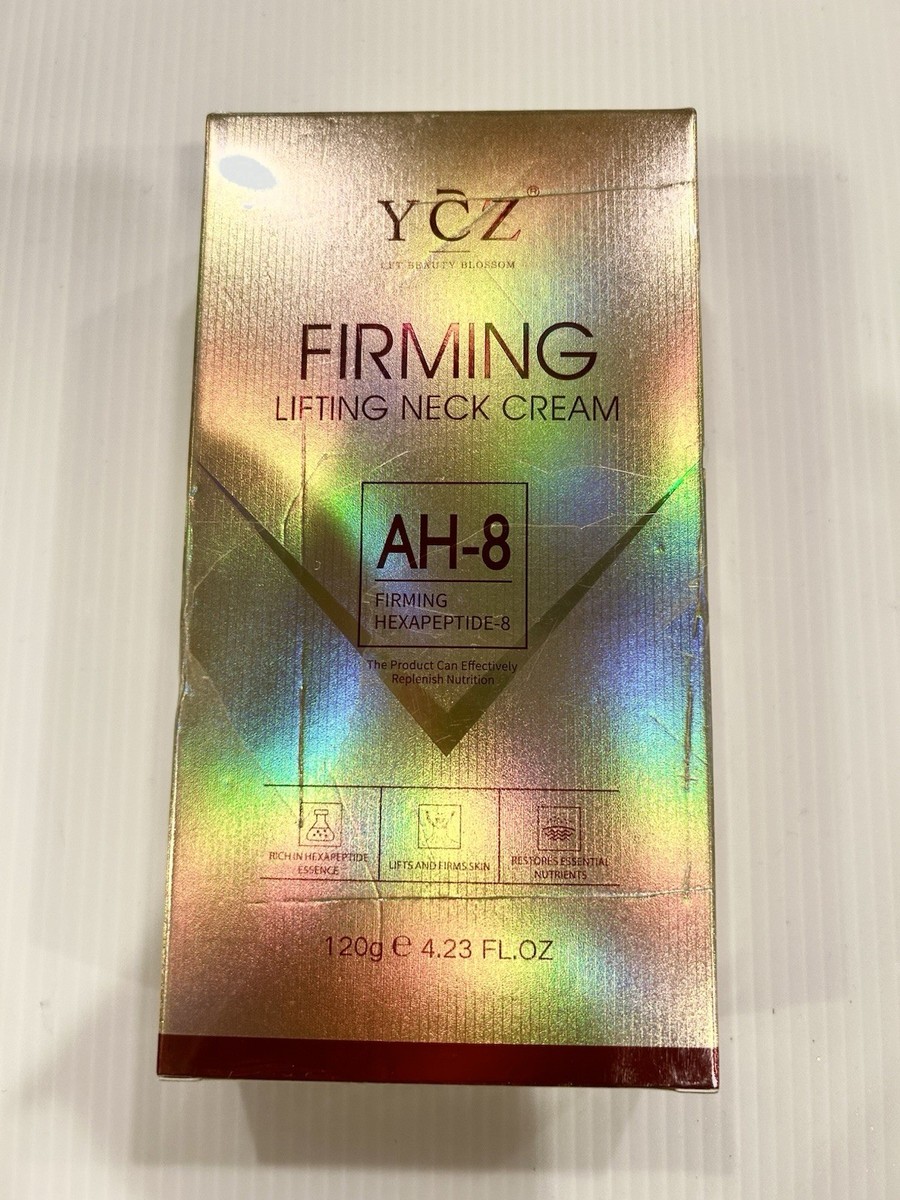 YCZ®
LET BEAUTY BLOSSOM
FIRMING
LIFTING NECK CREAM
AH-8
FIRMING
HEXAPEPTIDE-8
The Product Can Effectively
Replenish Nutrition
RICH IN HEXAPEPTIDE
ESSENCE
LIFTS AND FIRMS SKIN
RESTORES ESSENTIAL
NUTRIENTS
120g ℮ 4.23 FL.OZ